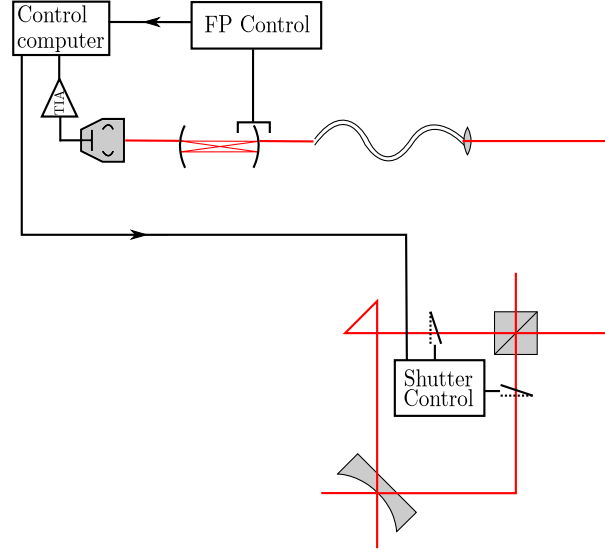 Control
computer
FP Control
TIA
Shutter
Control